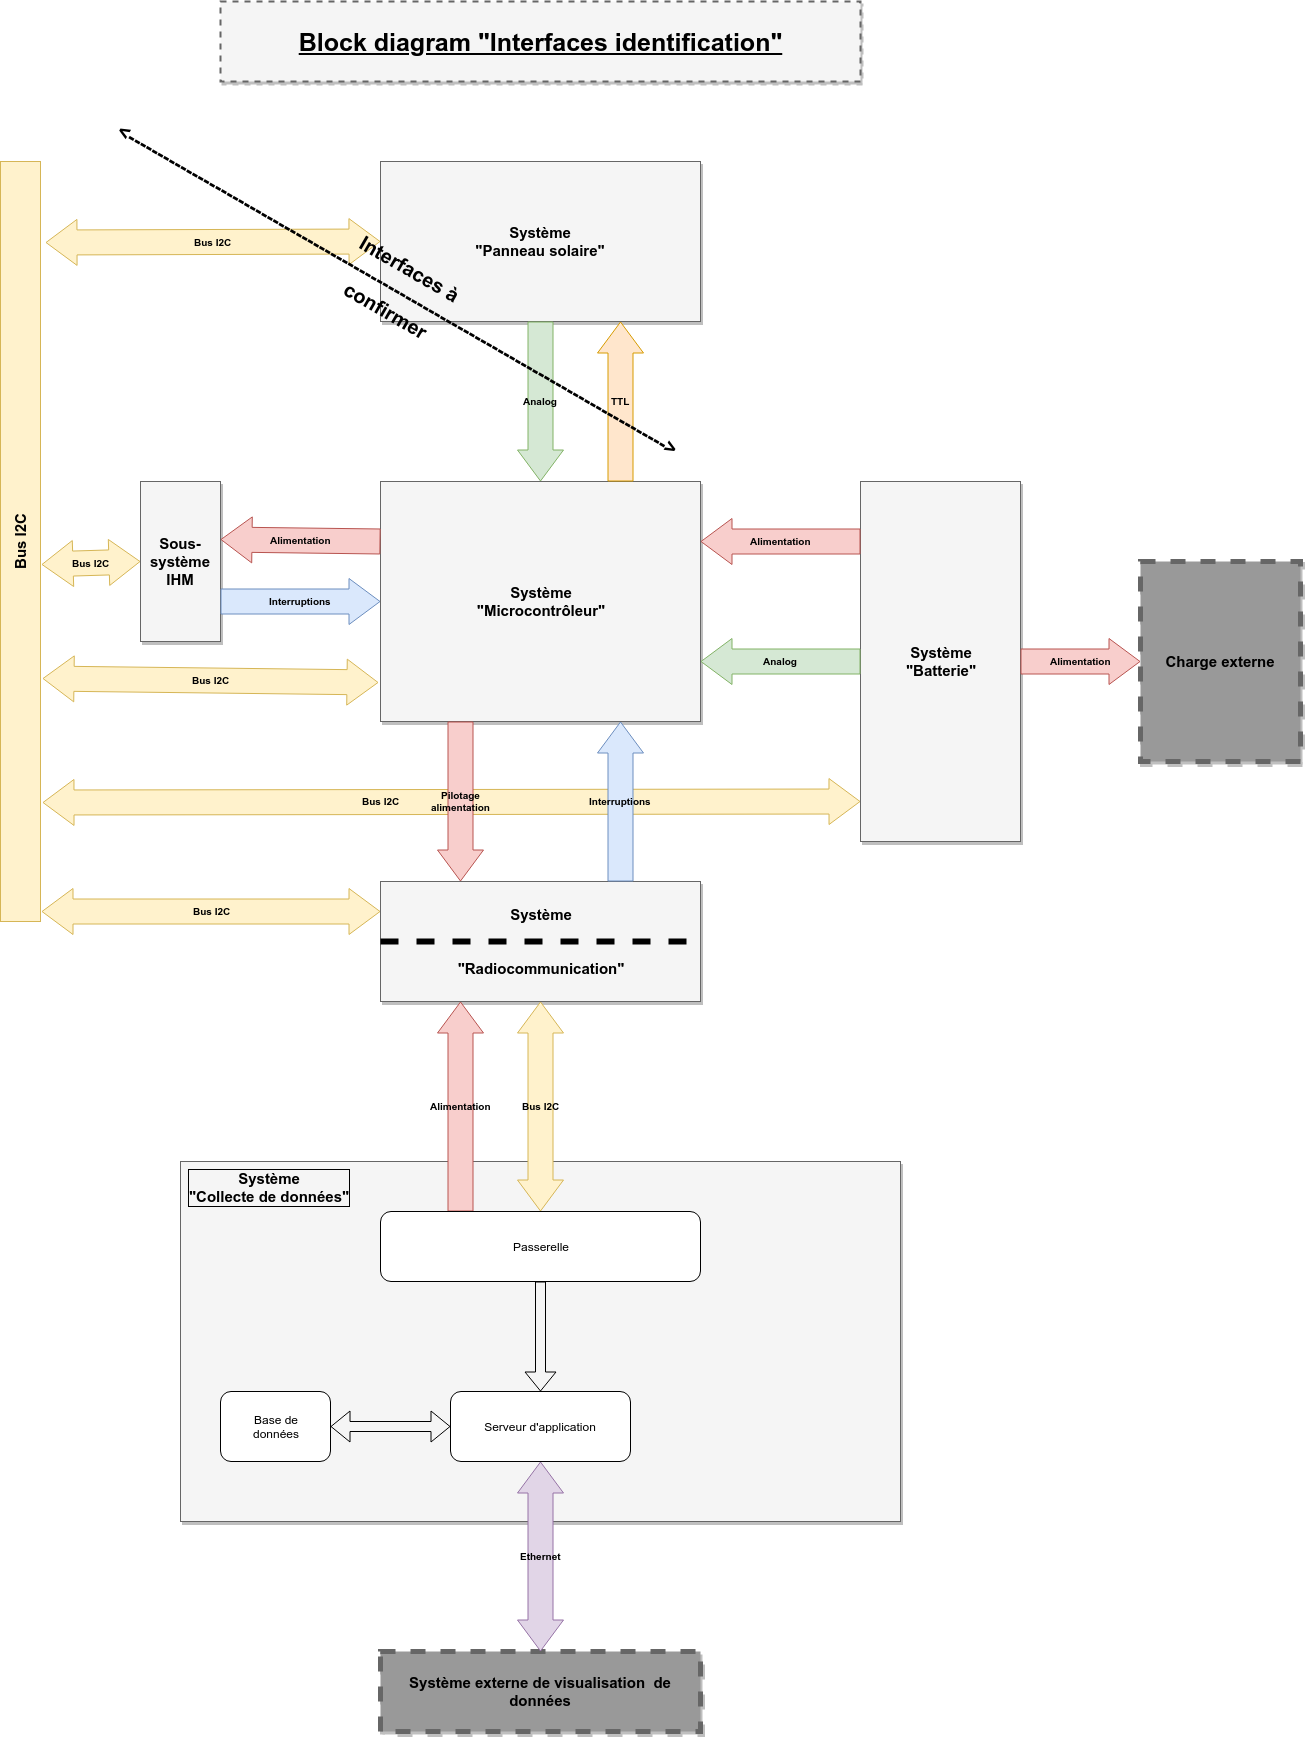 Block diagram "Interfaces identification"
Système
"Panneau solaire"
Bus I2C
Interfaces à
confirmer
Analog
TTL
Bus I2C
Sous-
système
IHM
Bus I2C
Alimentation
Interruptions
Système
"Microcontrôleur"
Alimentation
Analog
Système
"Batterie"
Alimentation
Charge externe
Bus I2C
Bus I2C
Pilotage
alimentation
Interruptions
Bus I2C
Système
"Radiocommunication"
Alimentation
Bus I2C
Système
"Collecte de données"
Passerelle
Base de
données
Serveur d'application
Ethernet
Système externe de visualisation  de
données